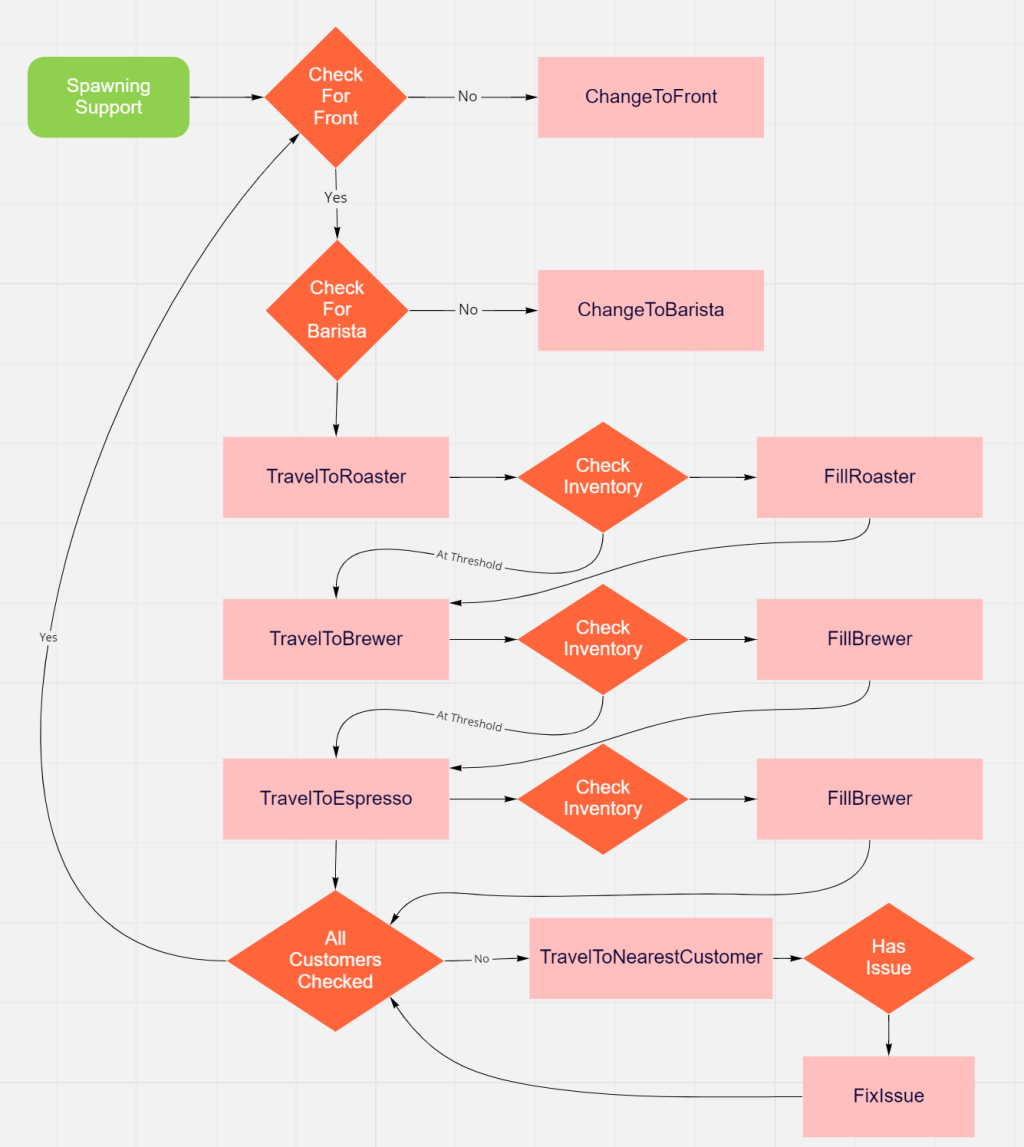 Spawning
Support
Check
For
Front
No
ChangeToFront
Yes
Check
For
Barista
No
ChangeToBarista
TravelToRoaster
Check
Inventory
FillRoaster
At Threshold
TravelToBrewer
Check
Inventory
FillBrewer
Yes
At Threshold
TravelToEspresso
Check
Inventory
FillBrewer
All
Customers
Checked
No
TravelToNearestCustomer
Has
Issue
FixIssue